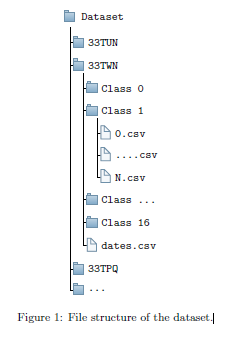 Dataset
33TUN
33TWN
Class 0
Class 1
0.csv
....csv
N.csv
Class ...
Class 16
dates.csv
33TPQ
...
Figure 1: File structure of the dataset.